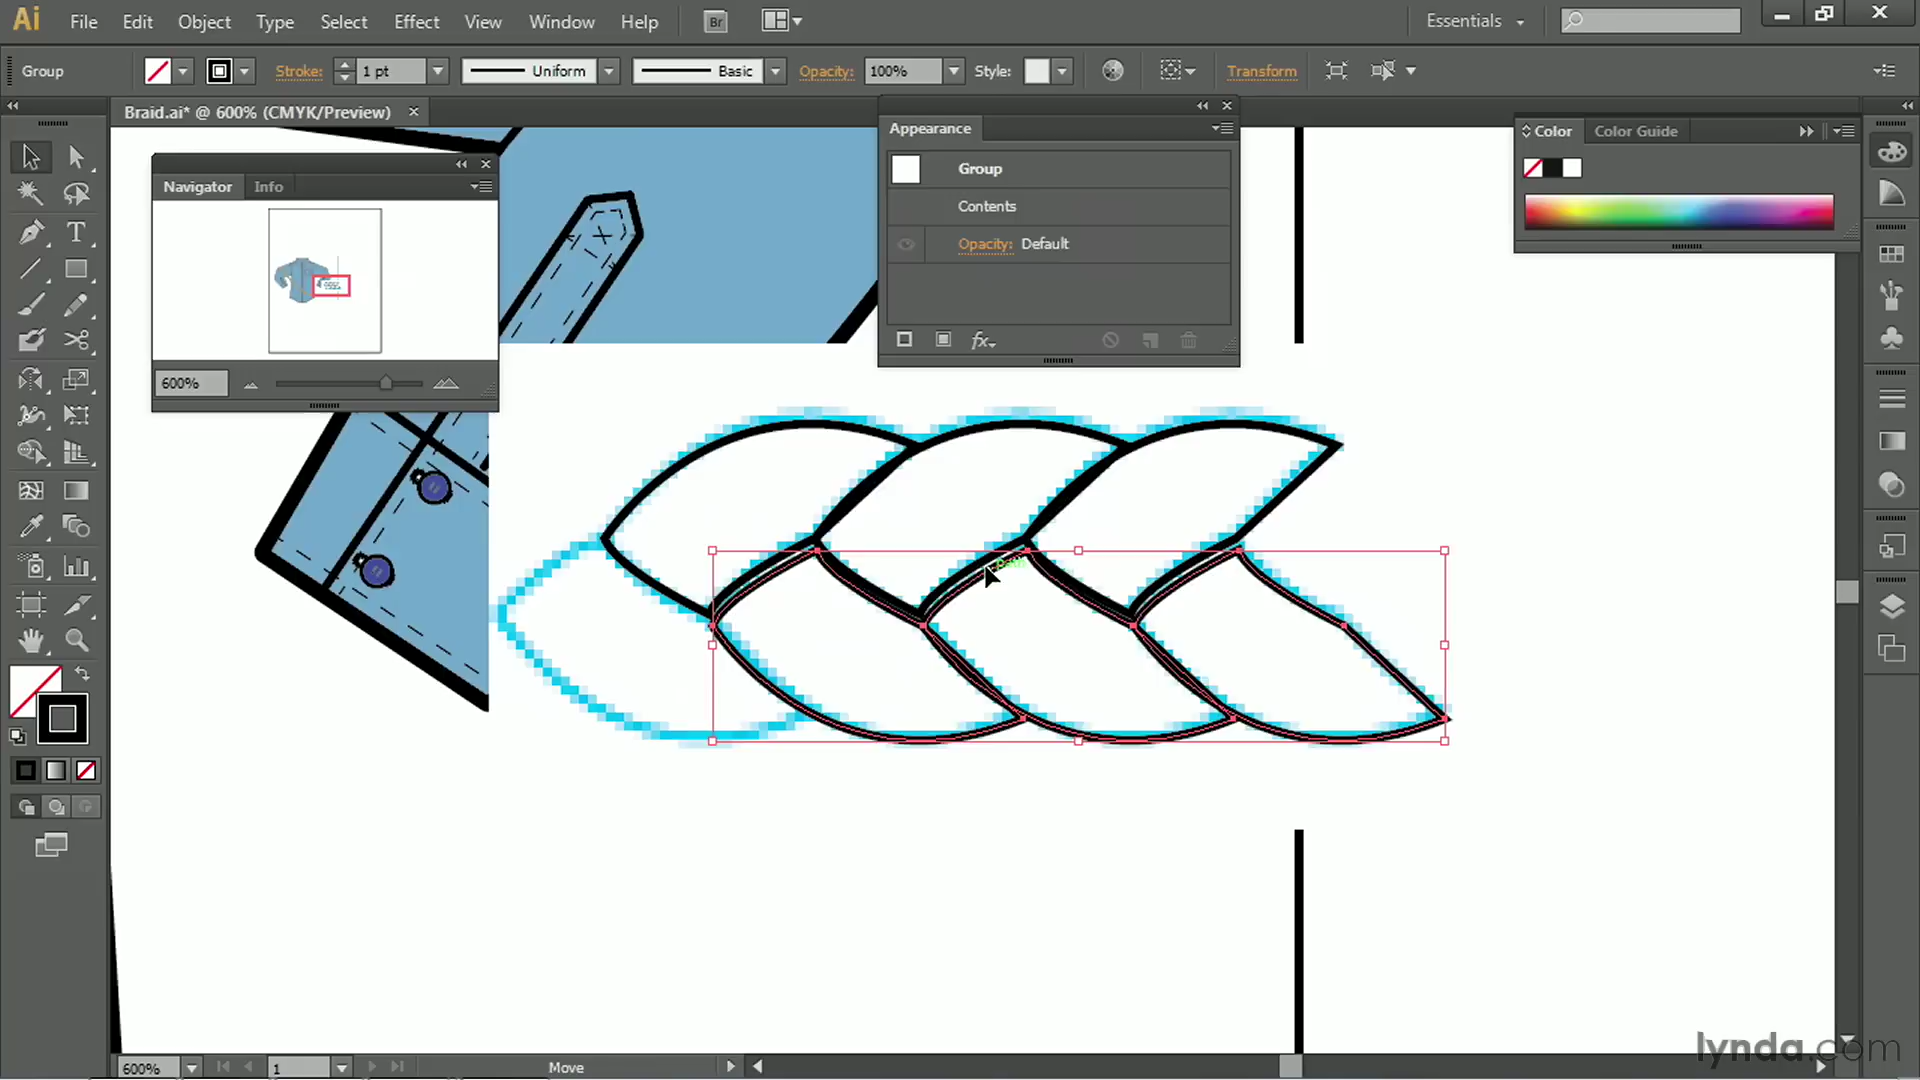 Ai File Edit Object Type Select Effect View Window Help Br Essentials
Group Stroke: 1 pt Uniform Basic Opacity: 100% Style: Transform
Braid.ai* @ 600% (CMYK/Preview)
Appearance
Group
Contents
Opacity: Default
fx
Color Color Guide
Navigator Info
600%
T
Path
600% 1 Move
lynda.com